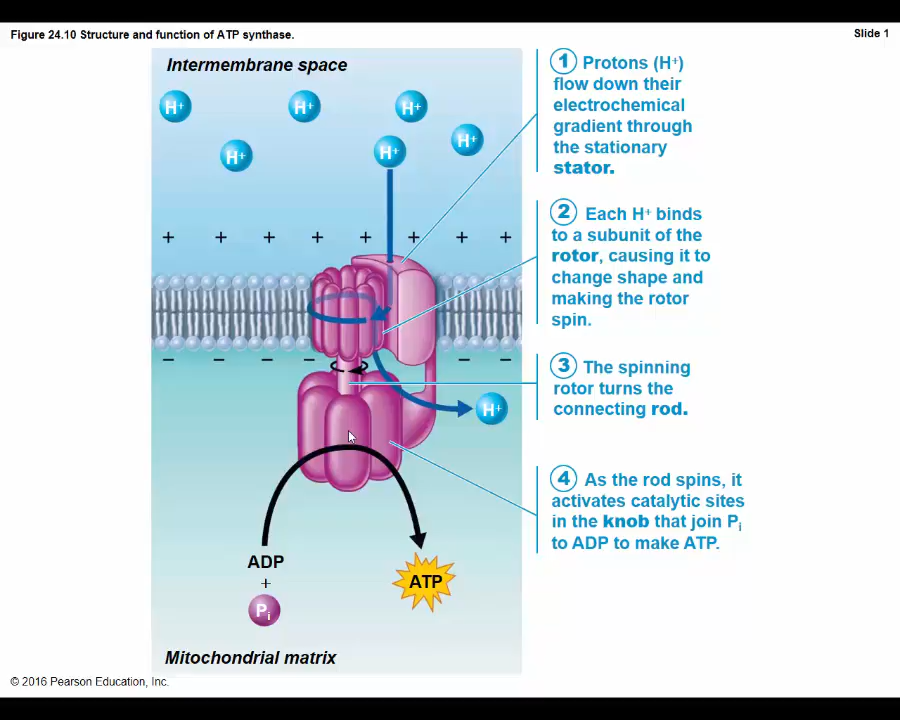 Figure 24.10 Structure and function of ATP synthase.
Slide 1
Intermembrane space
H+
H+
H+
H+
H+
H+
+ + + + + + + +
① Protons (H+)
flow down their
electrochemical
gradient through
the stationary
stator.
② Each H+ binds
to a subunit of the
rotor, causing it to
change shape and
making the rotor
spin.
− − − − − −
③ The spinning
rotor turns the
connecting rod.
H+
④ As the rod spins, it
activates catalytic sites
in the knob that join Pi
to ADP to make ATP.
ADP
+
Pi
ATP
Mitochondrial matrix
© 2016 Pearson Education, Inc.